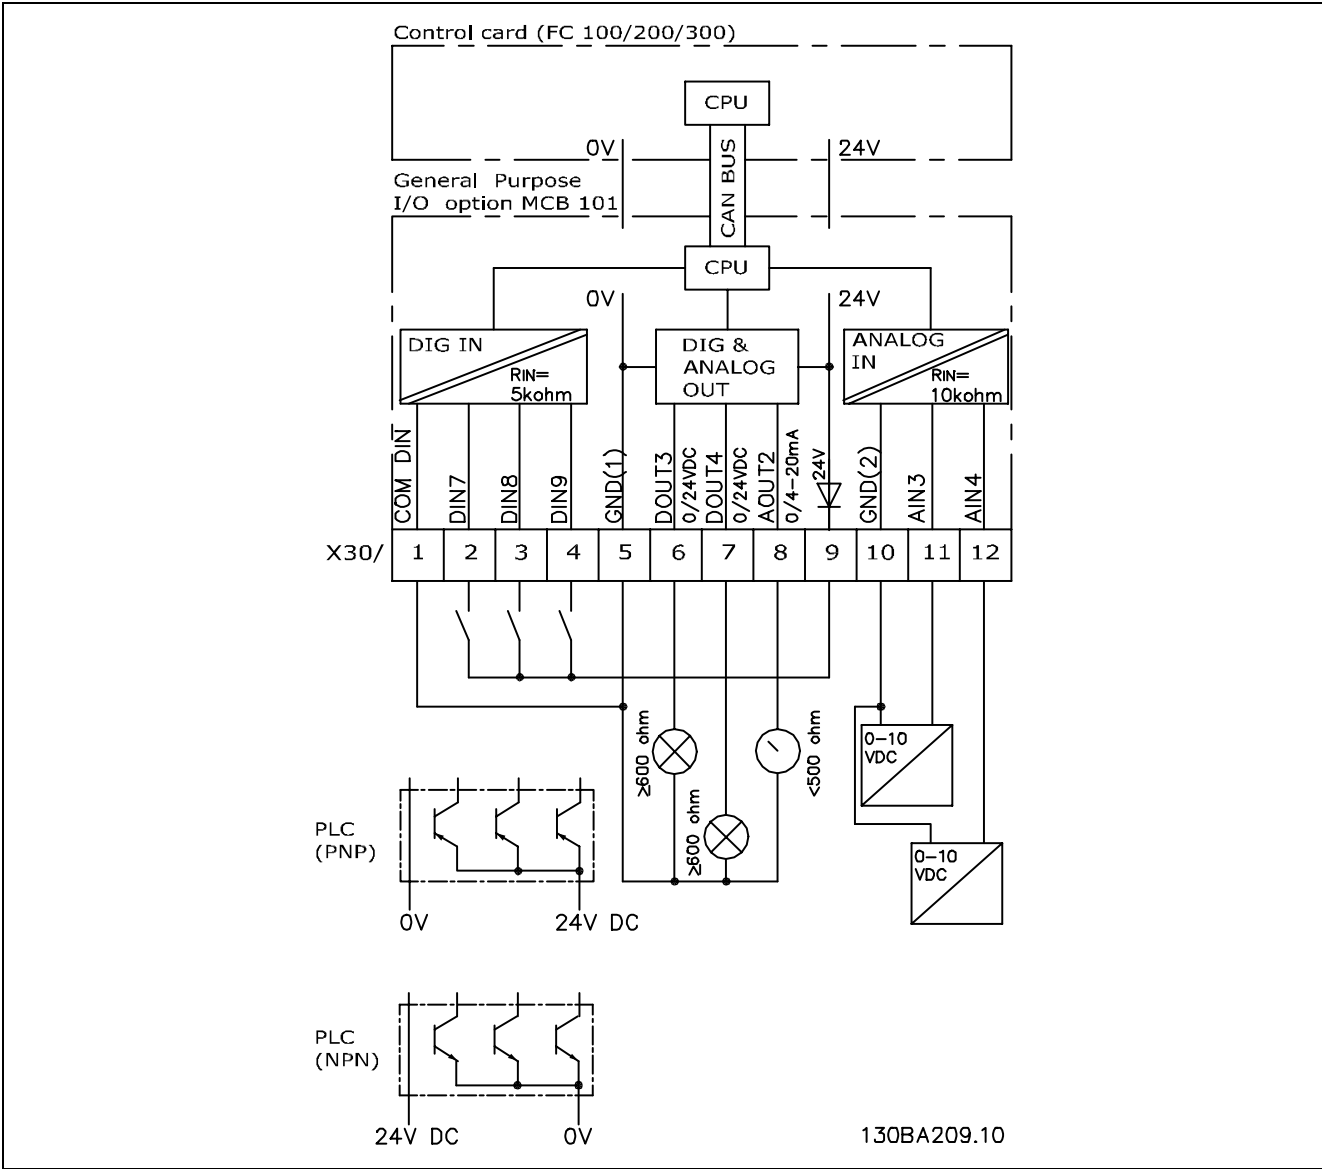 Control card (FC 100/200/300)
CPU
0V
24V
CAN BUS
General Purpose
I/O option MCB 101
CPU
0V
24V
DIG IN
RIN=
5kohm
DIG &
ANALOG
OUT
ANALOG
IN
RIN=
10kohm
COM DIN
DIN7
DIN8
DIN9
GND(1)
DOUT3
0/24VDC
DOUT4
0/24VDC
AOUT2
0/4-20mA
24V
GND(2)
AIN3
AIN4
X30/
1
2
3
4
5
6
7
8
9
10
11
12
≥600 ohm
≥600 ohm
<500 ohm
0-10
VDC
0-10
VDC
PLC
(PNP)
0V
24V DC
PLC
(NPN)
24V DC
0V
130BA209.10